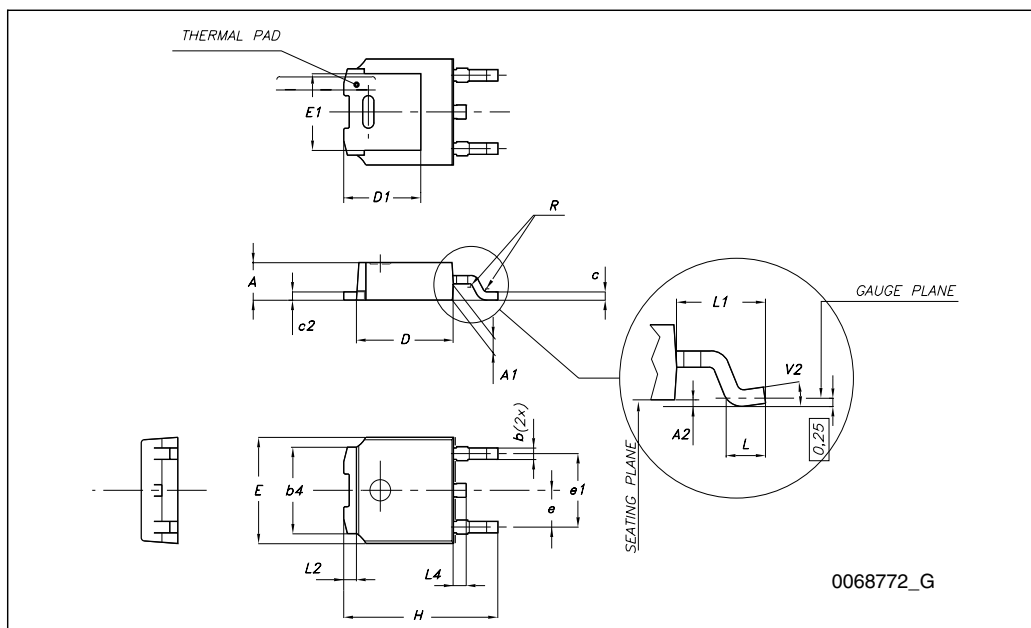 THERMAL PAD
E1
D1
R
A
c
c2
D
A1
L1
GAUGE PLANE
V2
A2
L
0,25
SEATING PLANE
b(2x)
E
b4
e1
e
L2
L4
H
0068772_G